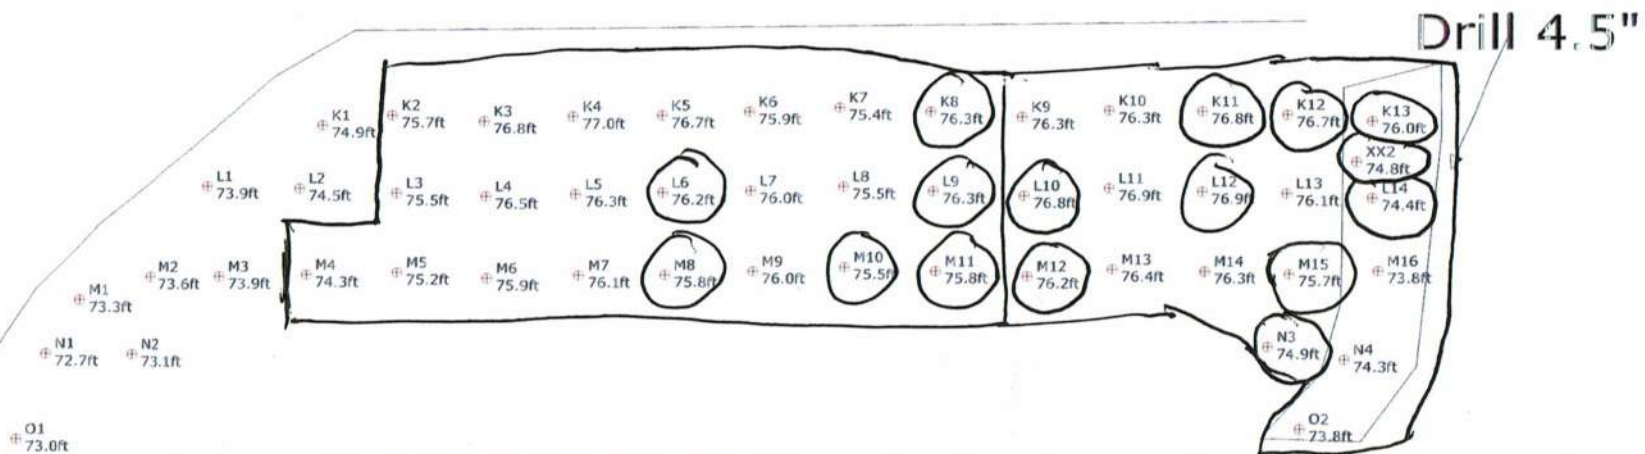 Drill 4.5"
K1
74.9ft
K2
75.7ft
K3
76.8ft
K4
77.0ft
K5
76.7ft
K6
75.9ft
K7
75.4ft
K8
76.3ft
K9
76.3ft
K10
76.3ft
K11
76.8ft
K12
76.7ft
K13
76.0ft
XX2
74.8ft
L1
73.9ft
L2
74.5ft
L3
75.5ft
L4
76.5ft
L5
76.3ft
L6
76.2ft
L7
76.0ft
L8
75.5ft
L9
76.3ft
L10
76.8ft
L11
76.9ft
L12
76.9ft
L13
76.1ft
L14
74.4ft
M1
73.3ft
M2
73.6ft
M3
73.9ft
M4
74.3ft
M5
75.2ft
M6
75.9ft
M7
76.1ft
M8
75.8ft
M9
76.0ft
M10
75.5ft
M11
75.8ft
M12
76.2ft
M13
76.4ft
M14
76.3ft
M15
75.7ft
M16
73.8ft
N1
72.7ft
N2
73.1ft
N3
74.9ft
N4
74.3ft
O1
73.0ft
O2
73.8ft